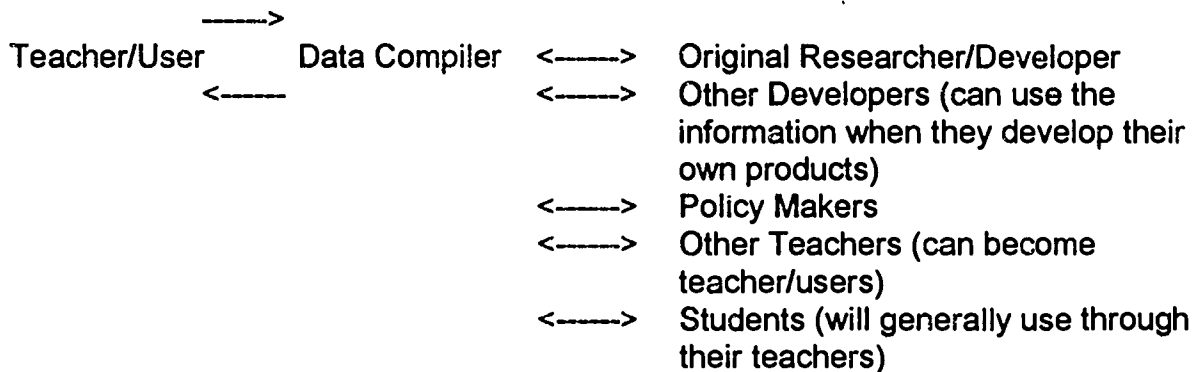 ------>
Teacher/User Data Compiler <------> Original Researcher/Developer
<------ <------> Other Developers (can use the
information when they develop their
own products)
<------> Policy Makers
<------> Other Teachers (can become
teacher/users)
<------> Students (will generally use through
their teachers)